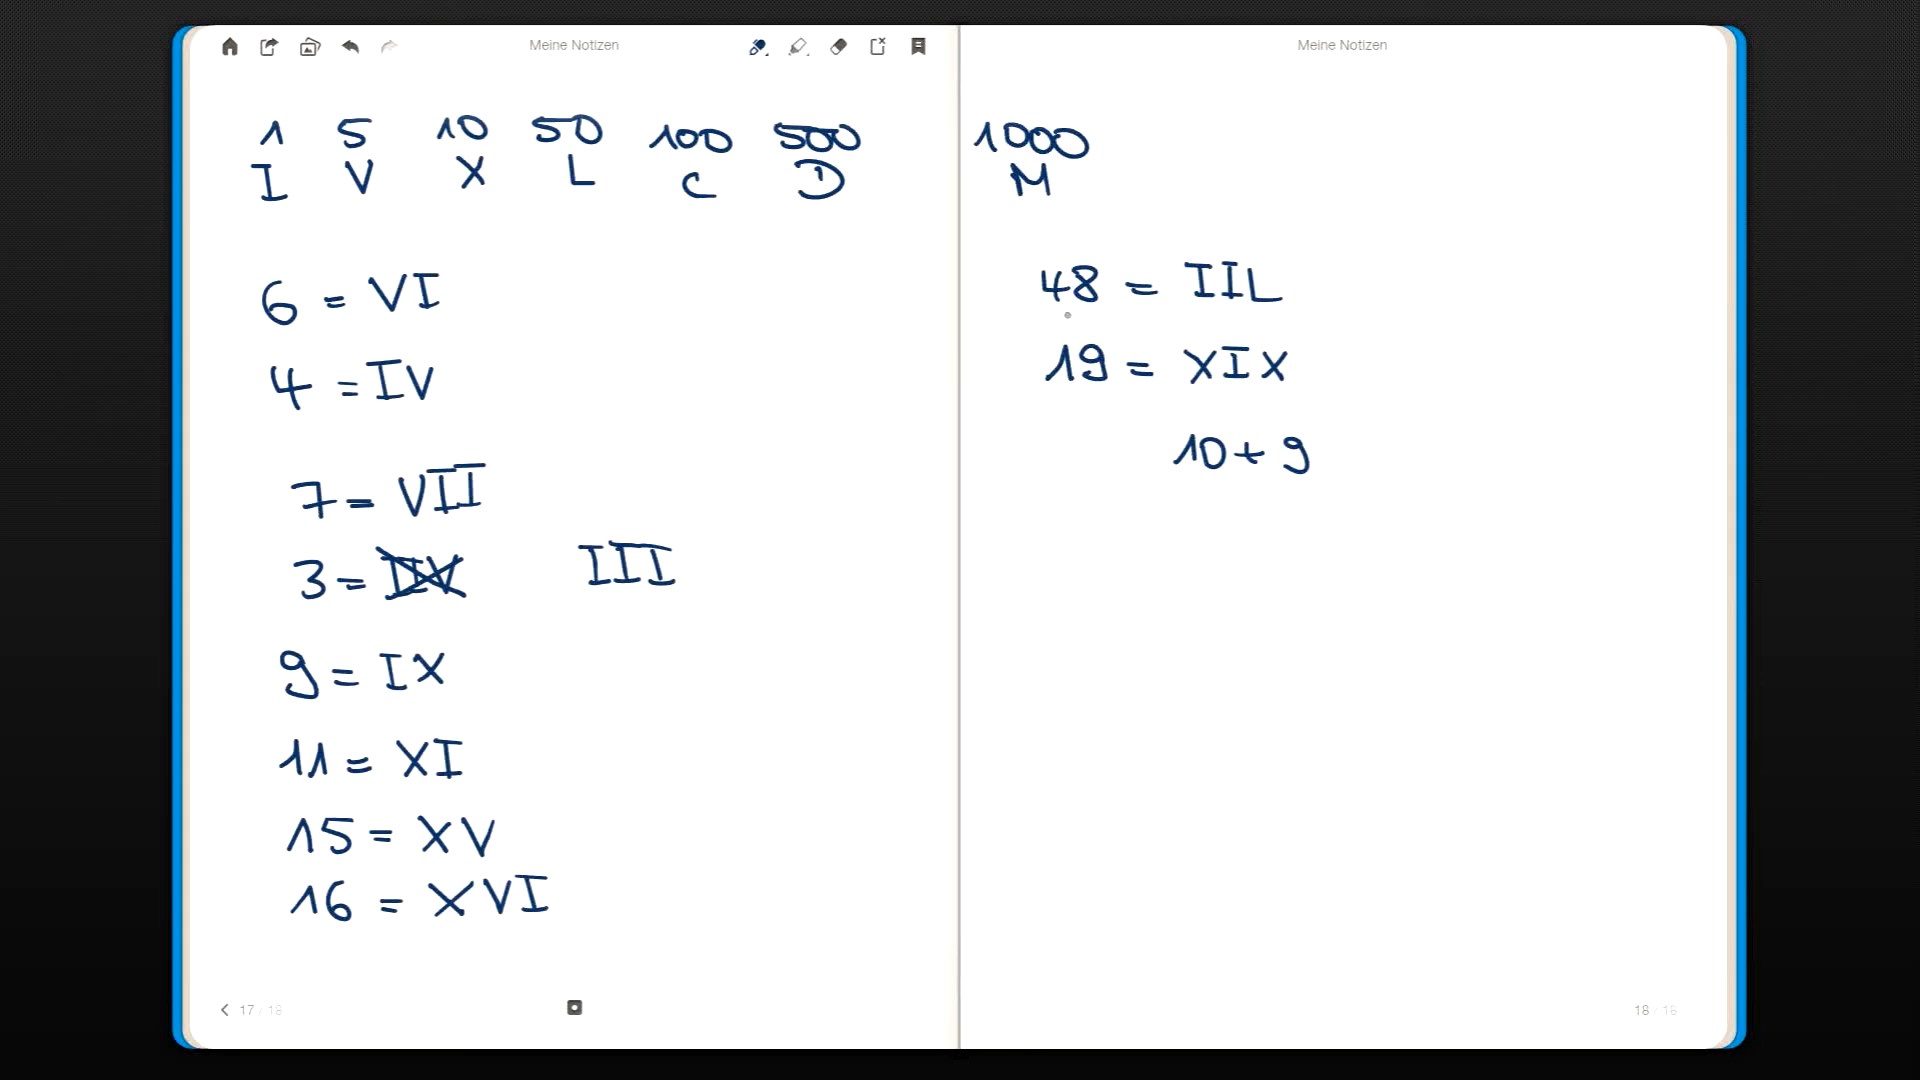 Meine Notizen
1 5 10 50 100 500
I V X L C D
6 = VI
4 = IV
7 = VII
3 = IIV III
9 = IX
11 = XI
15 = XV
16 = XVI
17 / 18
Meine Notizen
1000
M
48 = IIL
19 = XIX
10 + 9
18 / 18